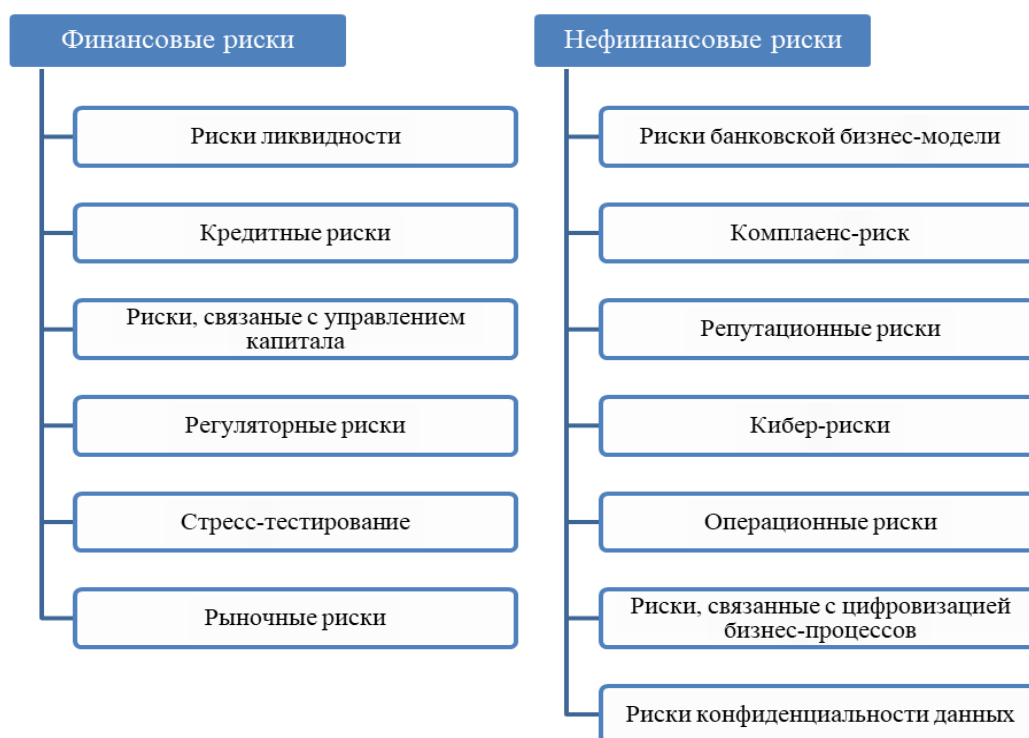 Финансовые риски
Риски ликвидности
Кредитные риски
Риски, связаные с управлением
капитала
Регуляторные риски
Стресс-тестирование
Рыночные риски
Нефиинансовые риски
Риски банковской бизнес-модели
Комплаенс-риск
Репутационные риски
Кибер-риски
Операционные риски
Риски, связанные с цифровизацией
бизнес-процессов
Риски конфиденциальности данных